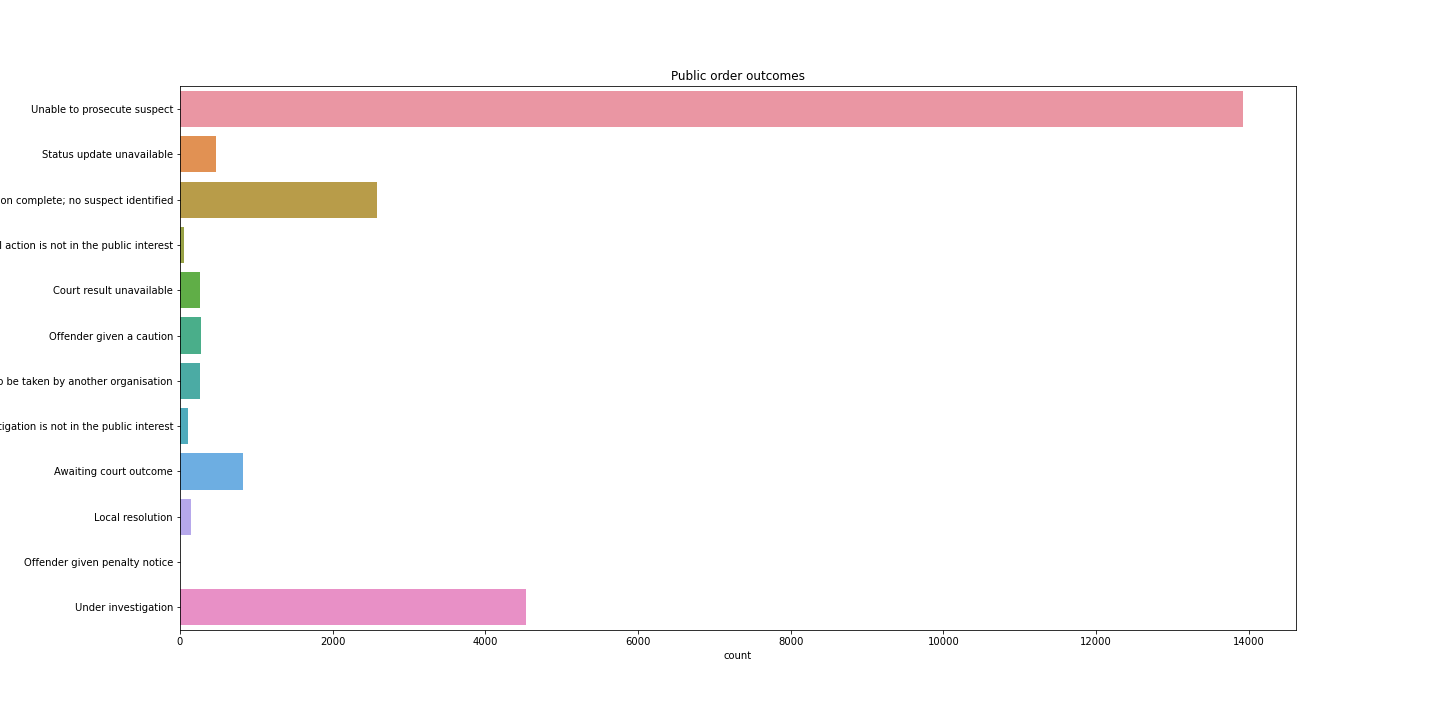 Public order outcomes
Unable to prosecute suspect
Status update unavailable
on complete; no suspect identified
action is not in the public interest
Court result unavailable
Offender given a caution
be taken by another organisation
tigation is not in the public interest
Awaiting court outcome
Local resolution
Offender given penalty notice
Under investigation
0 2000 4000 6000 8000 10000 12000 14000
count